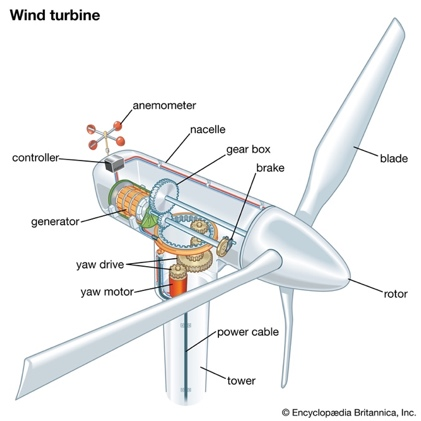 Wind turbine
anemometer
nacelle
gear box
brake
controller
blade
generator
yaw drive
yaw motor
rotor
power cable
tower
© Encyclopædia Britannica, Inc.